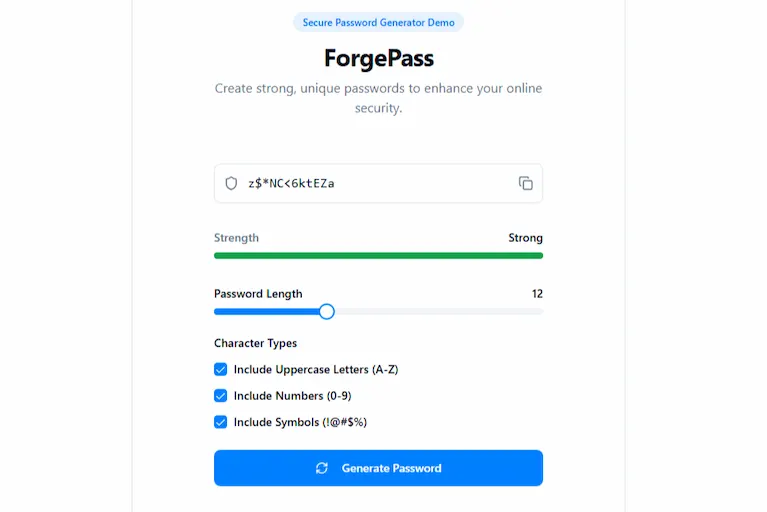 Secure Password Generator Demo
ForgePass
Create strong, unique passwords to enhance your online
security.
z$*NC<6ktEZa
Strength Strong
Password Length 12
Character Types
Include Uppercase Letters (A-Z)
Include Numbers (0-9)
Include Symbols (!@#$%)
Generate Password